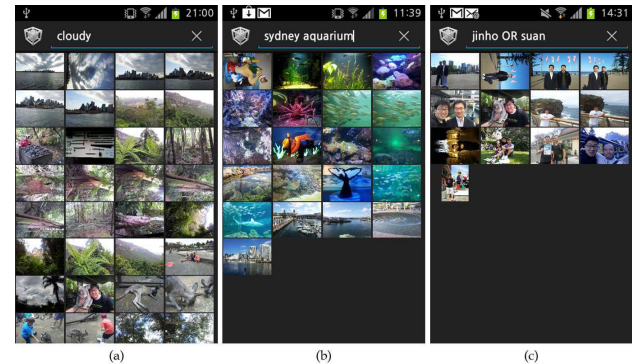 21:00
cloudy
11:39
sydney aquarium
14:31
jinho OR suan
(a)
(b)
(c)